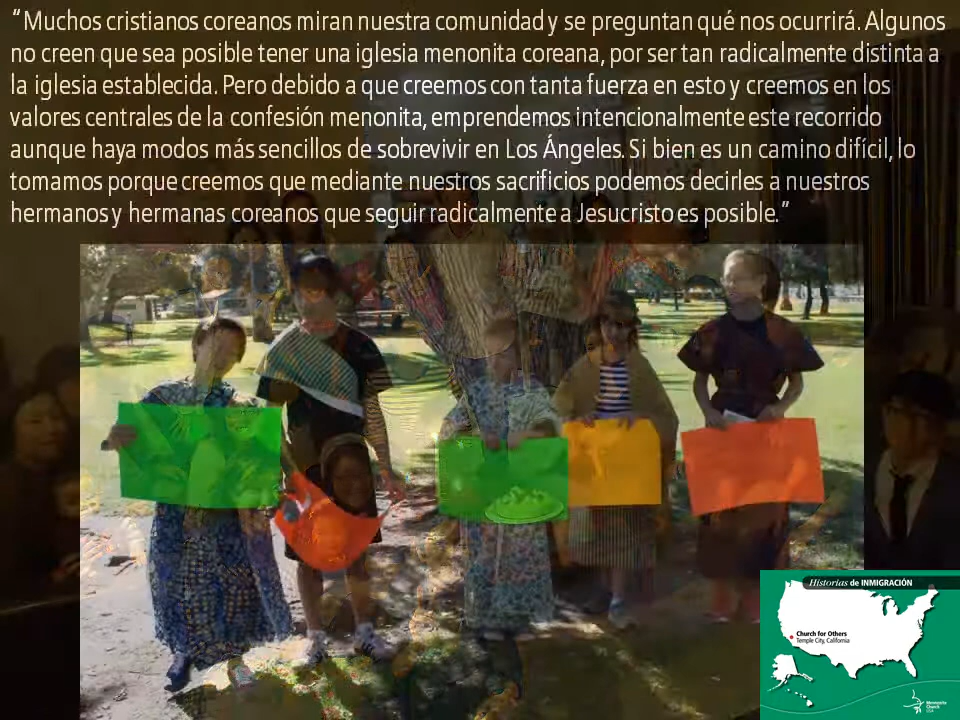 “Muchos cristianos coreanos miran nuestra comunidad y se preguntan qué nos ocurrirá. Algunos
no creen que sea posible tener una iglesia menonita coreana, por ser tan radicalmente distinta a
la iglesia establecida. Pero debido a que creemos con tanta fuerza en esto y creemos en los
valores centrales de la confesión menonita, emprendemos intencionalmente este recorrido
aunque haya modos más sencillos de sobrevivir en Los Ángeles. Si bien es un camino difícil, lo
tomamos porque creemos que mediante nuestros sacrificios podemos decirles a nuestros
hermanos y hermanas coreanos que seguir radicalmente a Jesucristo es posible.”
Historias de INMIGRACIÓN
Church for Others
Temple City, California
Mennonite
Church
USA